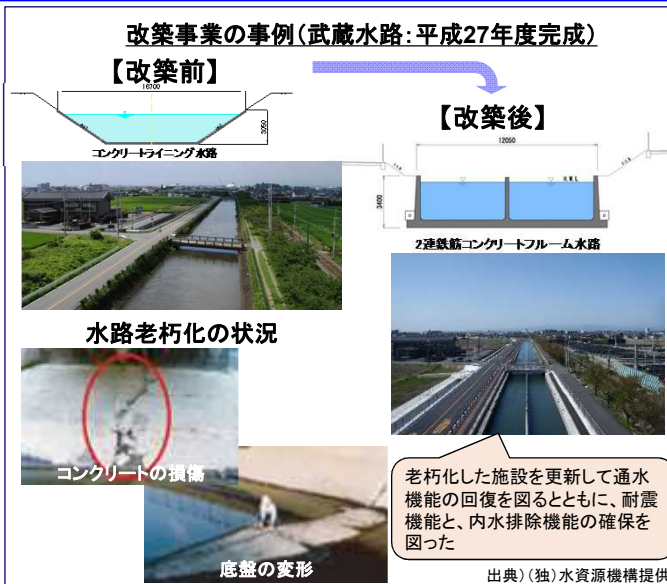 改築事業の事例(武蔵水路:平成27年度完成)
【改築前】
16700
3050
コンクリートライニング水路
【改築後】
12050
H.W.L
3400
2連鉄筋コンクリートフルーム水路
水路老朽化の状況
コンクリートの損傷
底盤の変形
老朽化した施設を更新して通水
機能の回復を図るとともに、耐震
機能と、内水排除機能の確保を
図った
出典)(独)水資源機構提供